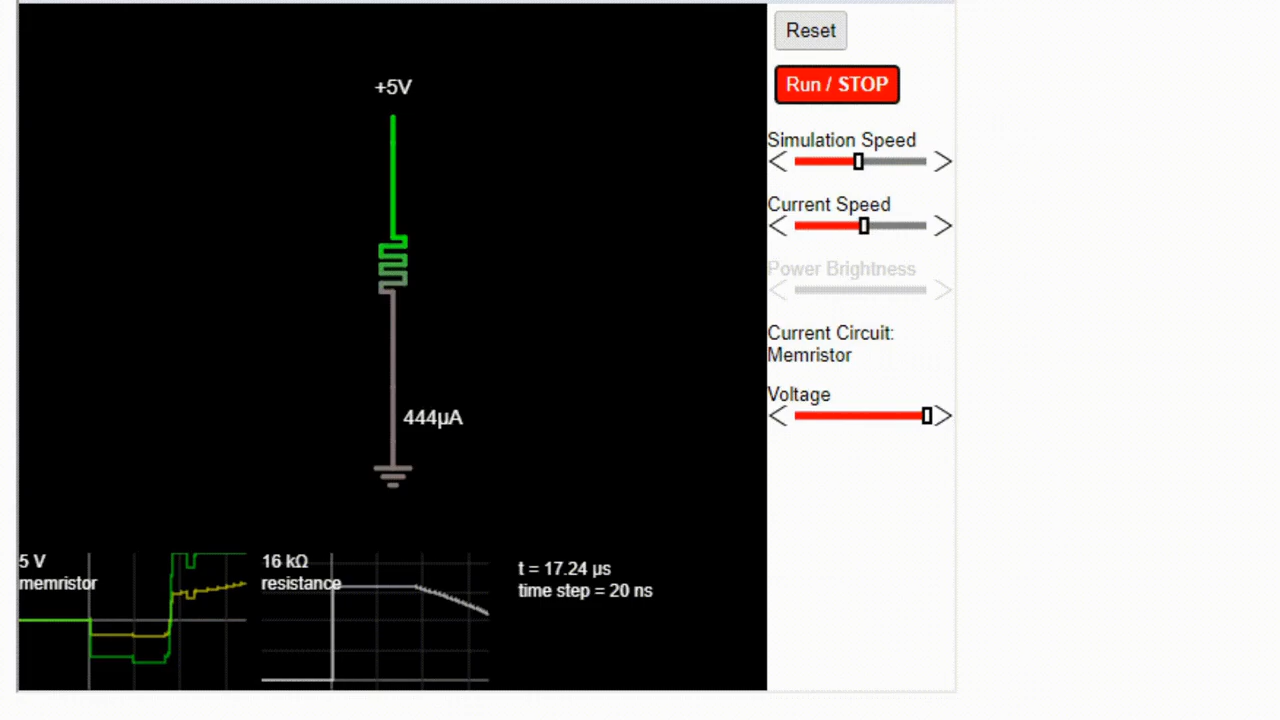 Reset
Run / STOP
+5V
Simulation Speed
Current Speed
Power Brightness
Current Circuit:
Memristor
Voltage
444μA
5 V
memristor
16 kΩ
resistance
t = 17.24 μs
time step = 20 ns